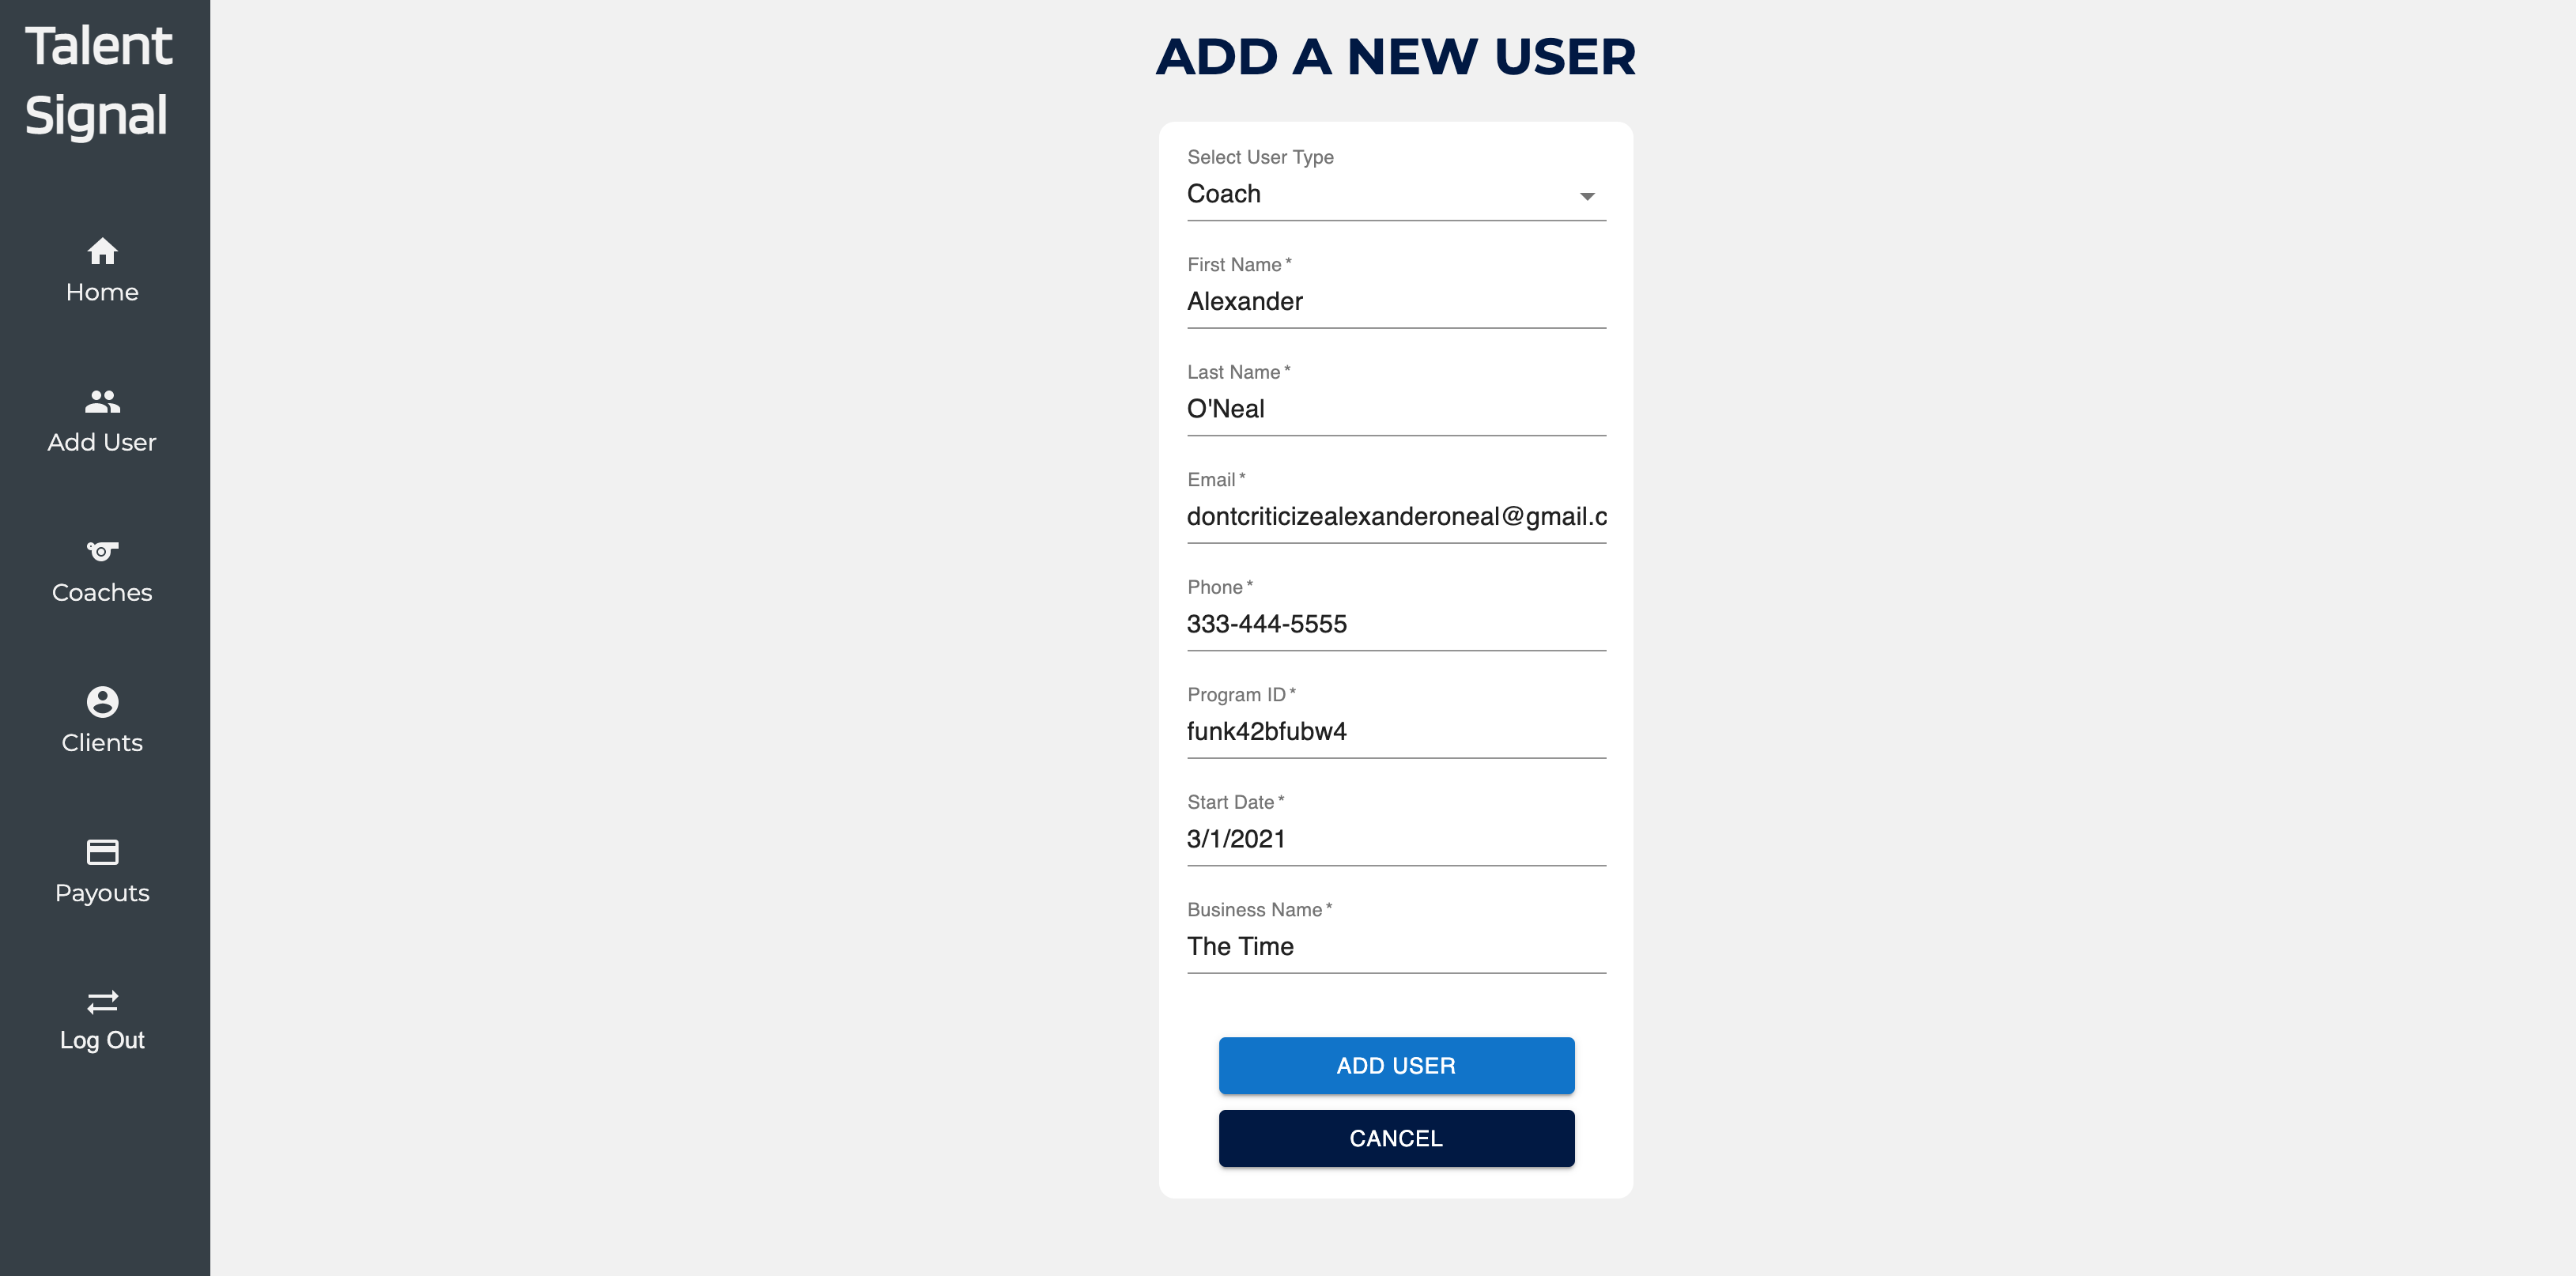 Talent
Signal
Home
Add User
Coaches
Clients
Payouts
Log Out
ADD A NEW USER
Select User Type
Coach
First Name *
Alexander
Last Name *
O'Neal
Email *
dontcriticizealexanderoneal@gmail.c
Phone *
333-444-5555
Program ID *
funk42bfubw4
Start Date *
3/1/2021
Business Name *
The Time
ADD USER
CANCEL